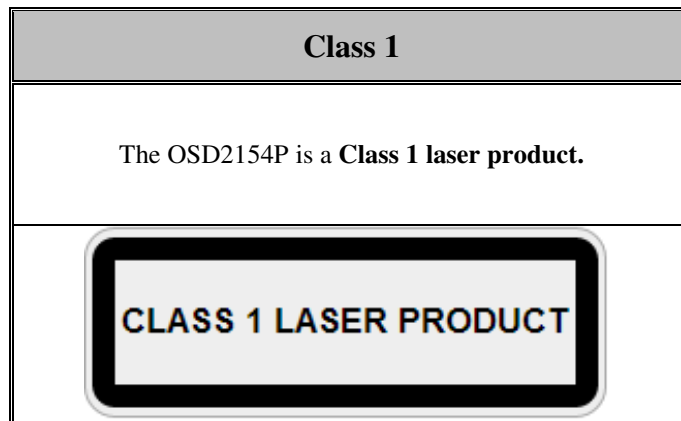 Class 1
The OSD2154P is a Class 1 laser product.
CLASS 1 LASER PRODUCT